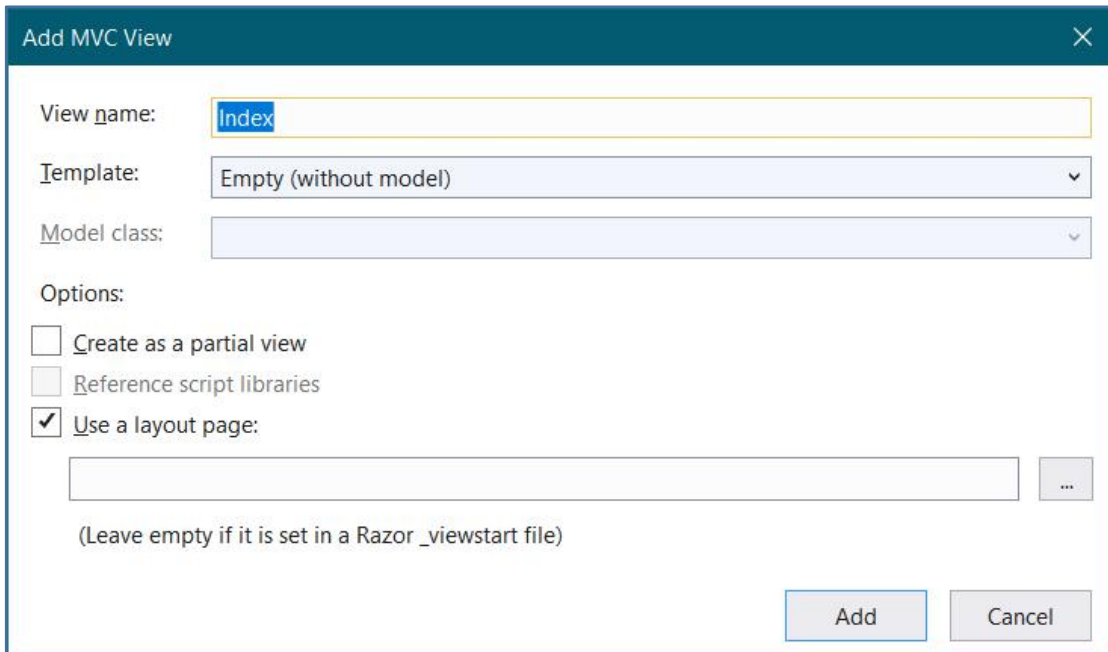 Add MVC View
View name: Index
Template: Empty (without model)
Model class:
Options:
Create as a partial view
Reference script libraries
Use a layout page:
...
(Leave empty if it is set in a Razor _viewstart file)
Add Cancel